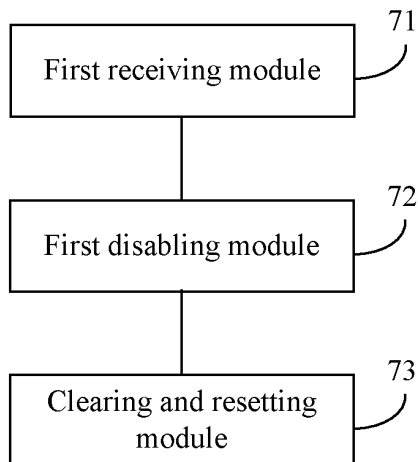 71
First receiving module
72
First disabling module
73
Clearing and resetting
module